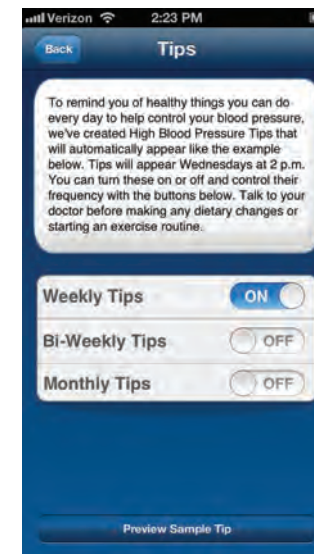 Verizon 2:23 PM
Back Tips
To remind you of healthy things you can do
every day to help control your blood pressure,
we've created High Blood Pressure Tips that
will automatically appear like the example
below. Tips will appear Wednesdays at 2 p.m.
You can turn these on or off and control their
frequency with the buttons below. Talk to your
doctor before making any dietary changes or
starting an exercise routine.
Weekly Tips ON
Bi-Weekly Tips OFF
Monthly Tips OFF
Preview Sample Tip